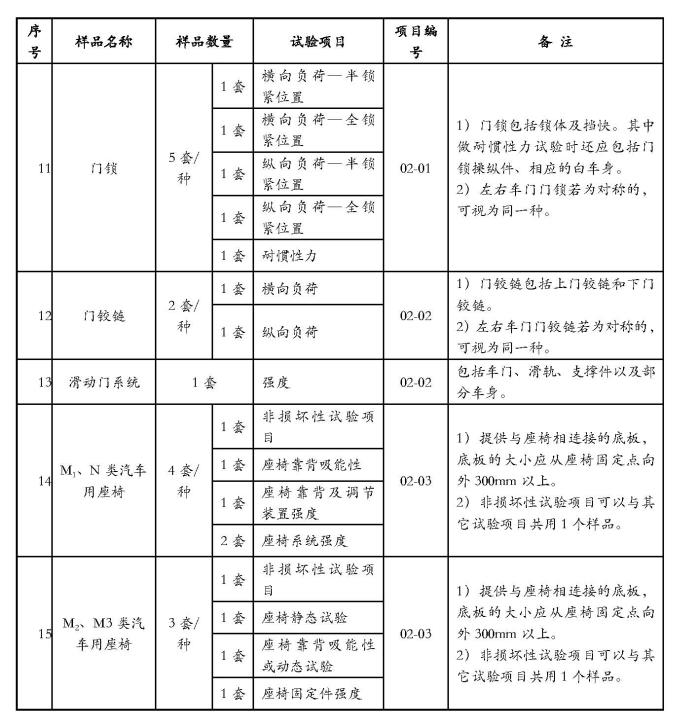 序号
样品名称
样品数量
试验项目
项目编号
备 注
11
门锁
5 套/种
1 套
横向负荷—半锁
紧位置
1 套
横向负荷—全锁
紧位置
1 套
纵向负荷—半锁
紧位置
1 套
纵向负荷—全锁
紧位置
1 套
耐惯性力
02-01
1）门锁包括锁体及挡快。其中
做耐惯性力试验时还应包括门
锁操纵件、相应的白车身。
2）左右车门门锁若为对称的，
可视为同一种。
12
门铰链
2 套/种
1 套
横向负荷
1 套
纵向负荷
02-02
1）门铰链包括上门铰链和下门
铰链。
2）左右车门门铰链若为对称的，
可视为同一种。
13
滑动门系统
1 套
强度
02-02
包括车门、滑轨、支撑件以及部
分车身。
14
M₁、N 类汽车
用座椅
4 套/种
1 套
非损坏性试验项
目
1 套
座椅靠背吸能性
1 套
座椅靠背及调节
装置强度
2 套
座椅系统强度
02-03
1）提供与座椅相连接的底板，
底板的大小应从座椅固定点向
外 300mm 以上。
2）非损坏性试验项目可以与其
它试验项目共用 1 个样品。
15
M₂、M3 类汽
车用座椅
3 套/种
1 套
非损坏性试验项
目
1 套
座椅静态试验
1 套
座椅靠背吸能性
或动态试验
1 套
座椅固定件强度
02-03
1）提供与座椅相连接的底板，
底板的大小应从座椅固定点向
外 300mm 以上。
2）非损坏性试验项目可以与其
它试验项目共用 1 个样品。